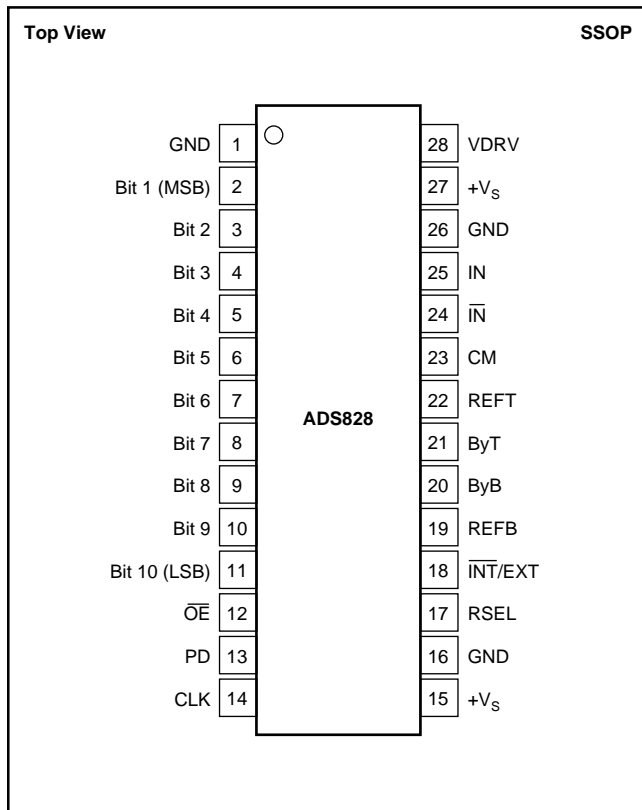 Top View SSOP
GND 1 28 VDRV
Bit 1 (MSB) 2 27 +VS
Bit 2 3 26 GND
Bit 3 4 25 IN
Bit 4 5 24 I̅N̅
Bit 5 6 23 CM
Bit 6 7 22 REFT
ADS828
Bit 7 8 21 ByT
Bit 8 9 20 ByB
Bit 9 10 19 REFB
Bit 10 (LSB) 11 18 I̅N̅T̅/EXT
O̅E̅ 12 17 RSEL
PD 13 16 GND
CLK 14 15 +VS